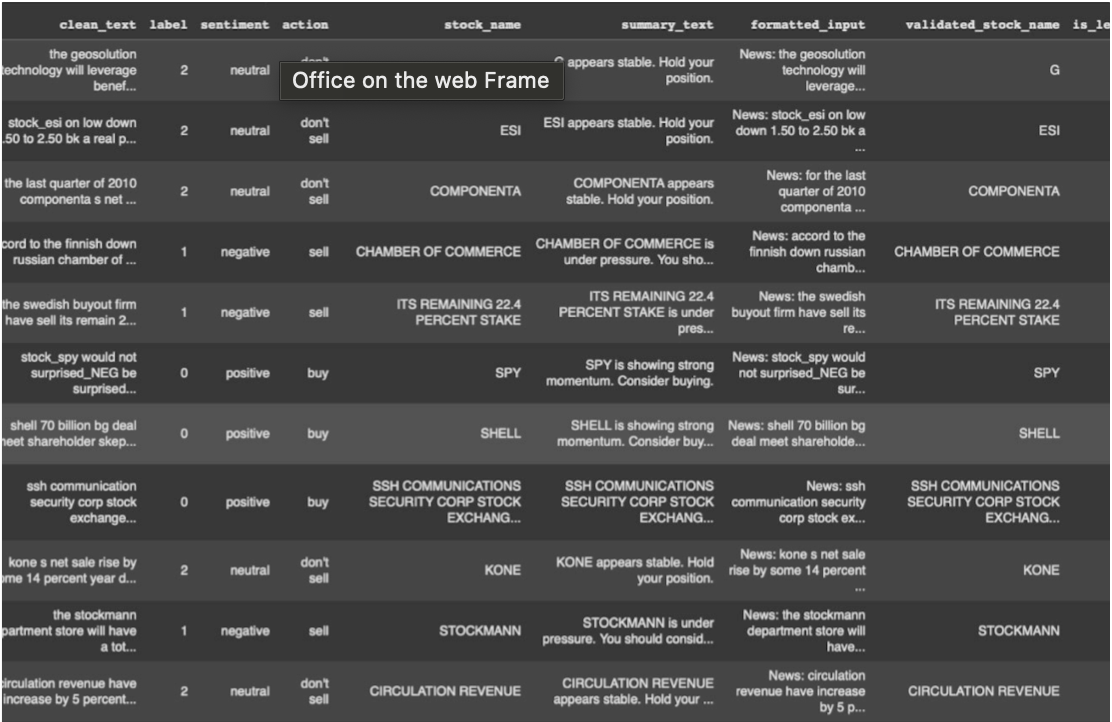 clean_text label sentiment action stock_name summary_text formatted_input validated_stock_name is_le
the geosolution technology will leverage benef... 2 neutral don't G appears stable. Hold your position. News: the geosolution technology will leverage... G
Office on the web Frame
stock_esi on low down .50 to 2.50 bk a real p... 2 neutral don't sell ESI ESI appears stable. Hold your position. News: stock_esi on low down 1.50 to 2.50 bk a ... ESI
the last quarter of 2010 componenta s net ... 2 neutral don't sell COMPONENTA COMPONENTA appears stable. Hold your position. News: for the last quarter of 2010 componenta ... COMPONENTA
cord to the finnish down russian chamber of ... 1 negative sell CHAMBER OF COMMERCE CHAMBER OF COMMERCE is under pressure. You sho... News: accord to the finnish down russian chamb... CHAMBER OF COMMERCE
the swedish buyout firm have sell its remain 2... 1 negative sell ITS REMAINING 22.4 PERCENT STAKE ITS REMAINING 22.4 PERCENT STAKE is under pres... News: the swedish buyout firm have sell its re... ITS REMAINING 22.4 PERCENT STAKE
stock_spy would not surprised_NEG be surprised... 0 positive buy SPY SPY is showing strong momentum. Consider buying. News: stock_spy would not surprised_NEG be sur... SPY
shell 70 billion bg deal meet shareholder skep... 0 positive buy SHELL SHELL is showing strong momentum. Consider buy... News: shell 70 billion bg deal meet shareholde... SHELL
ssh communication security corp stock exchange... 0 positive buy SSH COMMUNICATIONS SECURITY CORP STOCK EXCHANG... SSH COMMUNICATIONS SECURITY CORP STOCK EXCHANG... News: ssh communication security corp stock ex... SSH COMMUNICATIONS SECURITY CORP STOCK EXCHANG...
kone s net sale rise by ome 14 percent year d... 2 neutral don't sell KONE KONE appears stable. Hold your position. News: kone s net sale rise by some 14 percent ... KONE
the stockmann partment store will have a tot... 1 negative sell STOCKMANN STOCKMANN is under pressure. You should consid... News: the stockmann department store will have... STOCKMANN
circulation revenue have increase by 5 percent... 2 neutral don't sell CIRCULATION REVENUE CIRCULATION REVENUE appears stable. Hold your ... News: circulation revenue have increase by 5 p... CIRCULATION REVENUE